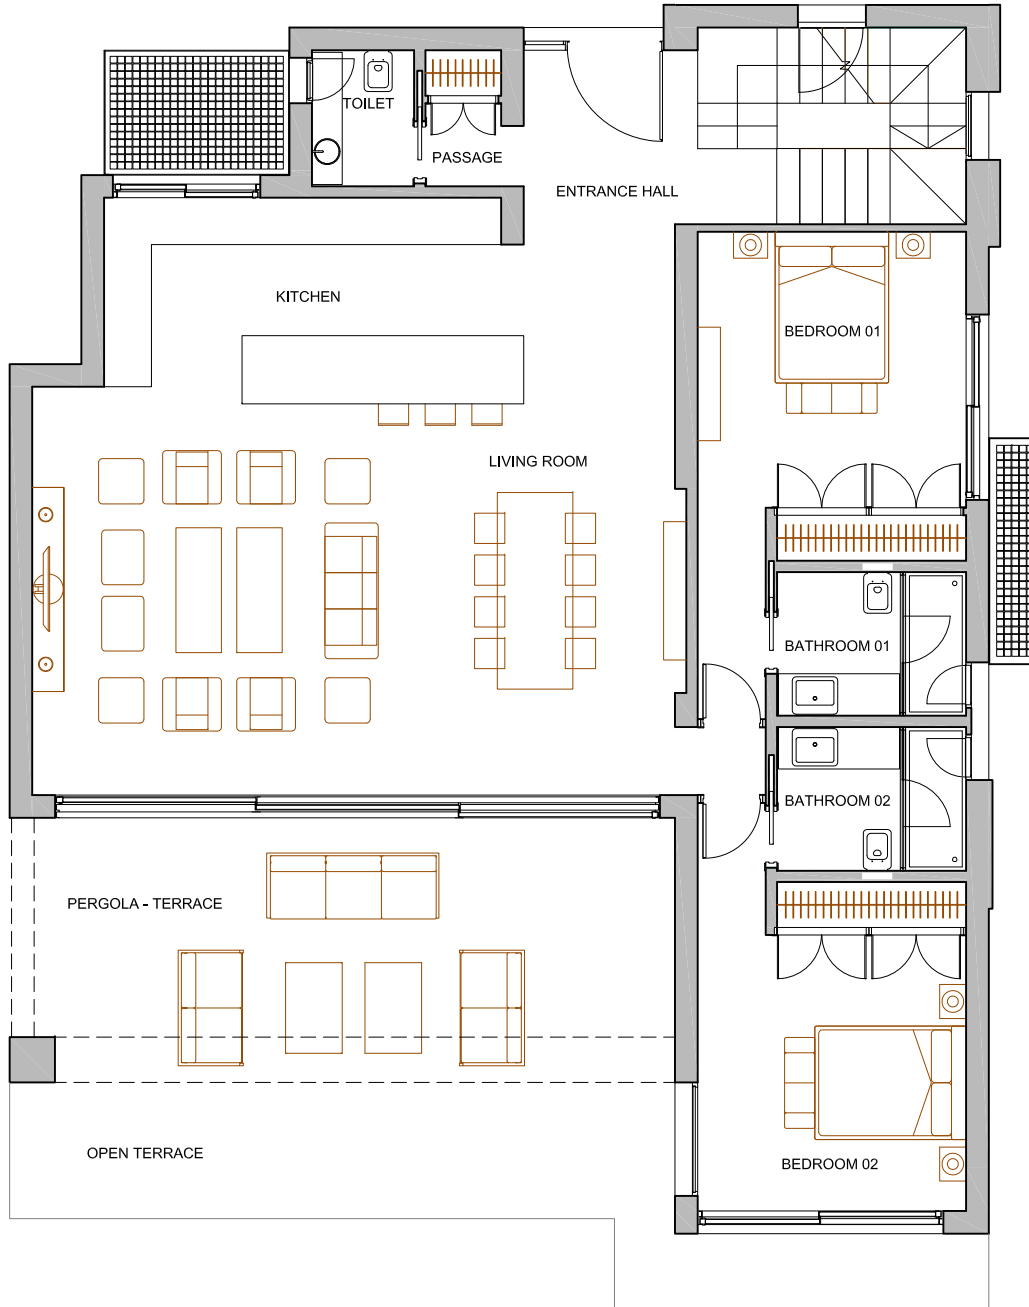 TOILET
PASSAGE
ENTRANCE HALL
KITCHEN
BEDROOM 01
LIVING ROOM
BATHROOM 01
BATHROOM 02
PERGOLA - TERRACE
OPEN TERRACE
BEDROOM 02